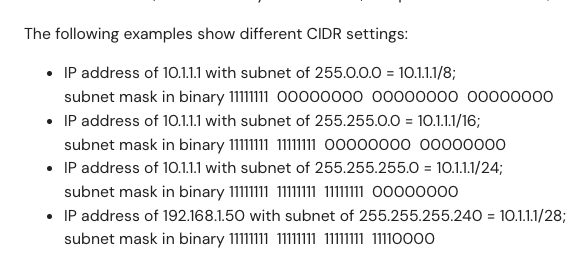 The following examples show different CIDR settings:
• IP address of 10.1.1.1 with subnet of 255.0.0.0 = 10.1.1.1/8;
subnet mask in binary 11111111 00000000 00000000 00000000
• IP address of 10.1.1.1 with subnet of 255.255.0.0 = 10.1.1.1/16;
subnet mask in binary 11111111 11111111 00000000 00000000
• IP address of 10.1.1.1 with subnet of 255.255.255.0 = 10.1.1.1/24;
subnet mask in binary 11111111 11111111 11111111 00000000
• IP address of 192.168.1.50 with subnet of 255.255.255.240 = 10.1.1.1/28;
subnet mask in binary 11111111 11111111 11111111 11110000